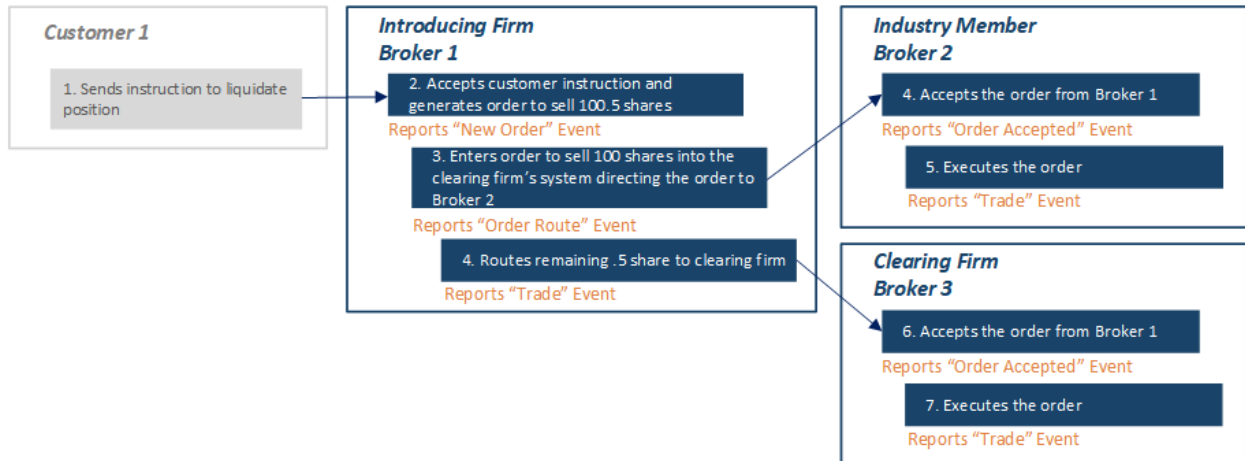 Customer 1
1. Sends instruction to liquidate
position
Introducing Firm
Broker 1
2. Accepts customer instruction and
generates order to sell 100.5 shares
Reports “New Order” Event
3. Enters order to sell 100 shares into the
clearing firm’s system directing the order to
Broker 2
Reports “Order Route” Event
4. Routes remaining .5 share to clearing firm
Reports “Trade” Event
Industry Member
Broker 2
4. Accepts the order from Broker 1
Reports “Order Accepted” Event
5. Executes the order
Reports “Trade” Event
Clearing Firm
Broker 3
6. Accepts the order from Broker 1
Reports “Order Accepted” Event
7. Executes the order
Reports “Trade” Event